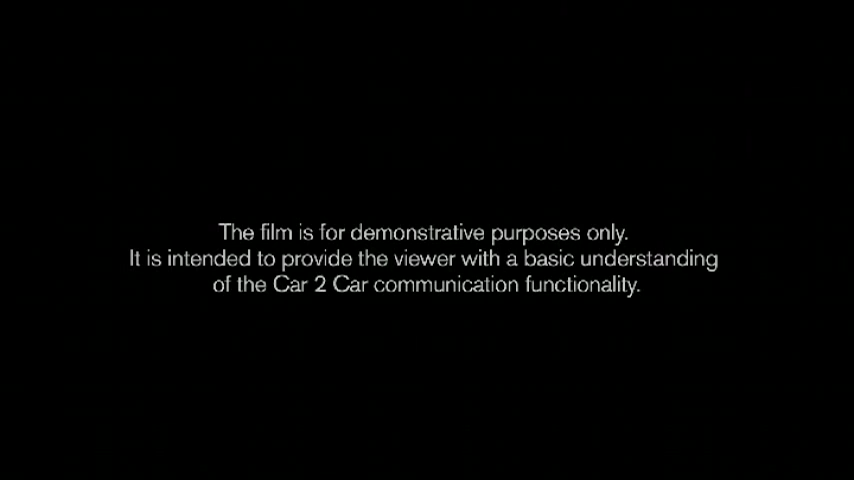 The film is for demonstrative purposes only.
It is intended to provide the viewer with a basic understanding
of the Car 2 Car communication functionality.